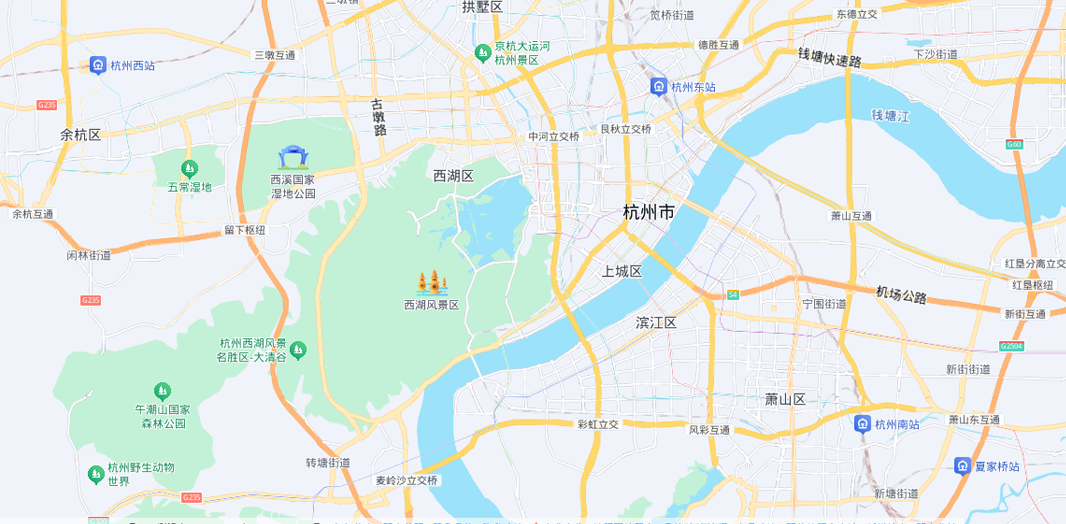 拱墅区
笕桥街道
东德立交
三墩互通
京杭大运河
杭州景区
德胜互通
钱塘快速路
下沙街道
杭州西站
杭州东站
G235
古墩路
钱塘江
余杭区
中河立交桥
艮秋立交桥
G60
五常湿地
西溪国家
湿地公园
西湖区
余杭互通
留下枢纽
杭州市
萧山互通
闲林街道
上城区
红垦分离立交
红垦枢纽
G235
西湖风景区
S4
机场公路
宁围街道
新街互通
滨江区
杭州西湖风景
名胜区-大清谷
G2504
新街街道
午潮山国家
森林公园
萧山区
彩虹立交
风彩互通
杭州南站
萧山东互通
转塘街道
杭州野生动物
世界
麦岭沙立交桥
夏家桥站
G235
新塘街道